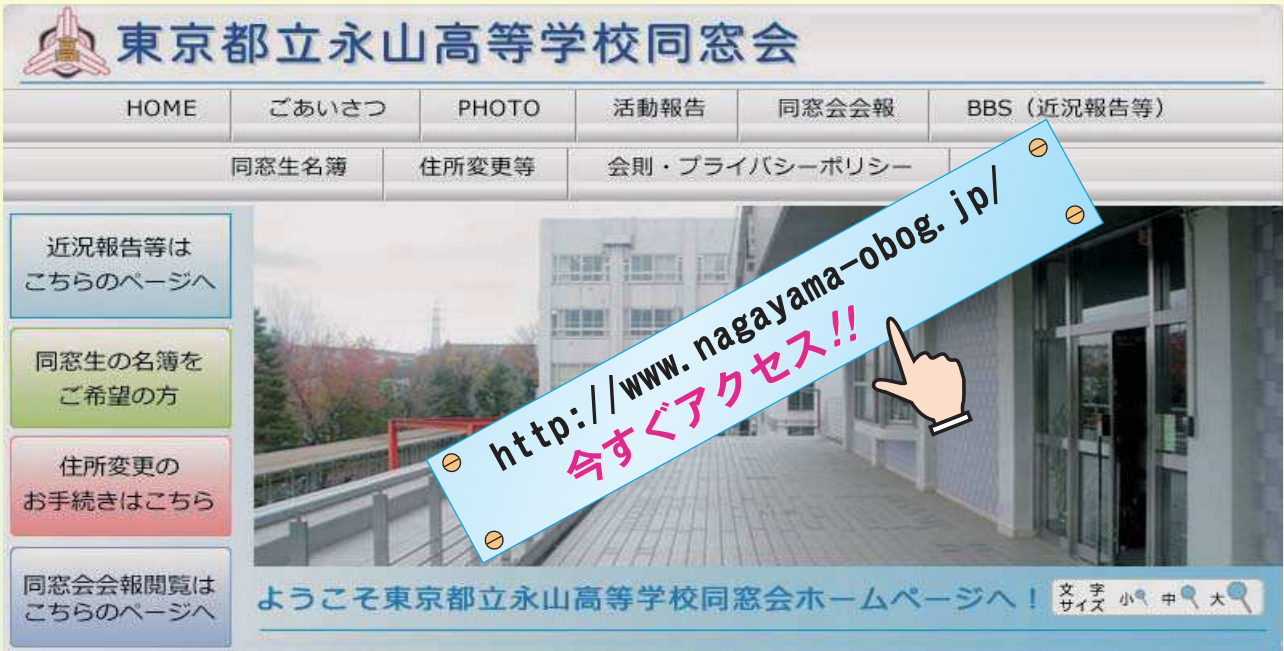 東京都立永山高等学校同窓会
HOME ごあいさつ PHOTO 活動報告 同窓会会報 BBS（近況報告等）
同窓生名簿 住所変更等 会則・プライバシーポリシー
近況報告等は
こちらのページへ
同窓生の名簿を
ご希望の方
住所変更の
お手続きはこちら
同窓会会報閲覧は
こちらのページへ
http://www.nagayama-obog.jp/
今すぐアクセス!!
ようこそ東京都立永山高等学校同窓会ホームページへ！
文字
サイズ 小 中 大